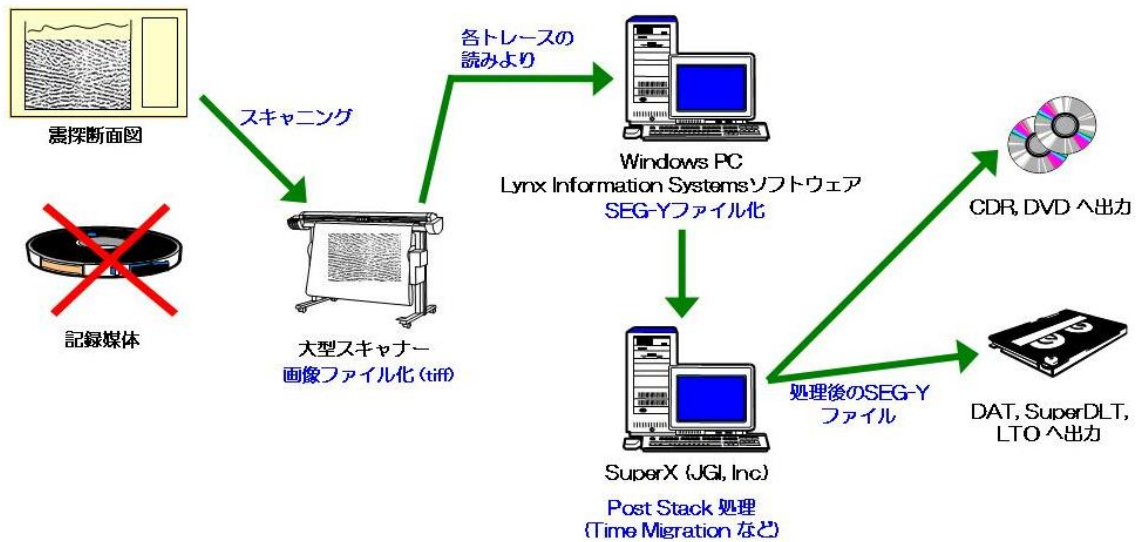 震探断面図
スキャニング
各トレースの
読みより
Windows PC
Lynx Information Systemsソフトウェア
SEG-Yファイル化
CDR, DVD へ出力
記録媒体
大型スキャナー
画像ファイル化 (tiff)
処理後のSEG-Y
ファイル
DAT, SuperDLT,
LTO へ出力
SuperX (JGI, Inc.)
Post Stack 処理
(Time Migration など)